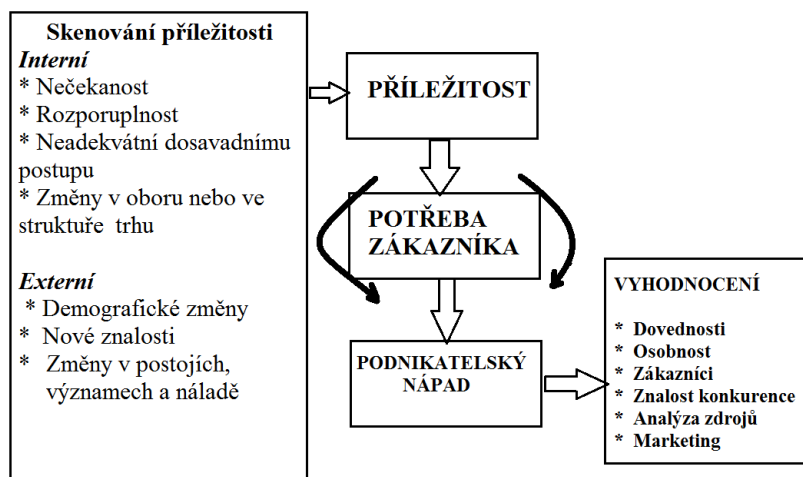 Skenování příležitosti
Interní
* Nečekanost
* Rozporuplnost
* Neadekvátní dosavadnímu
postupu
* Změny v oboru nebo ve
struktuře trhu
Externí
* Demografické změny
* Nové znalosti
* Změny v postojích,
významech a náladě
PŘÍLEŽITOST
POTŘEBA
ZÁKAZNÍKA
PODNIKATELSKÝ
NÁPAD
VYHODNOCENÍ
* Dovednosti
* Osobnost
* Zákazníci
* Znalost konkurence
* Analýza zdrojů
* Marketing